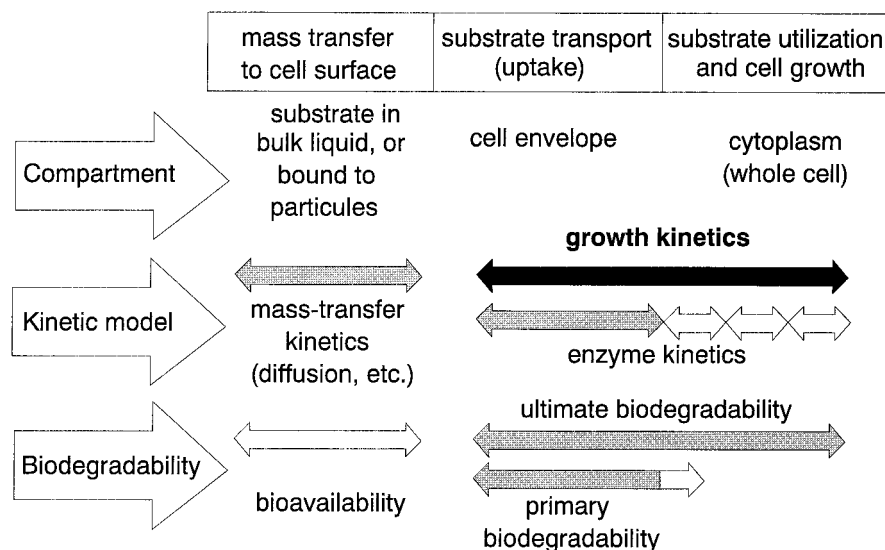 mass transfer
to cell surface
substrate transport
(uptake)
substrate utilization
and cell growth
Compartment
substrate in
bulk liquid, or
bound to
particules
cell envelope
cytoplasm
(whole cell)
Kinetic model
mass-transfer
kinetics
(diffusion, etc.)
growth kinetics
enzyme kinetics
Biodegradability
bioavailability
ultimate biodegradability
primary
biodegradability